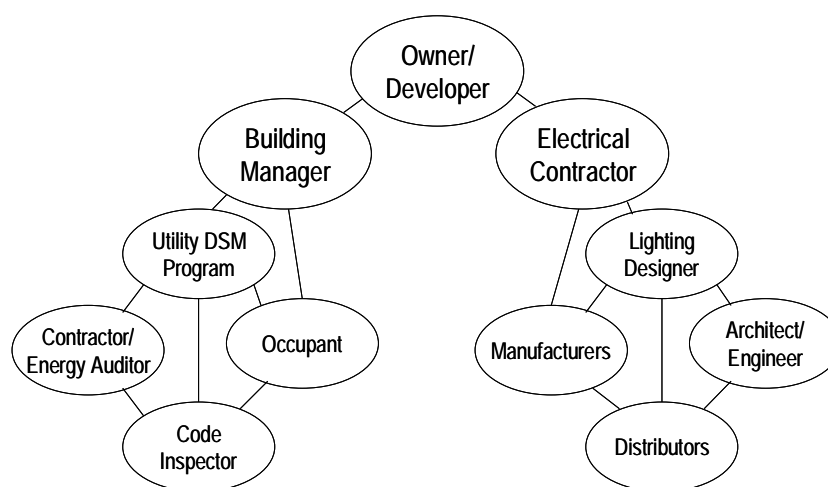 Owner/
Developer
Building
Manager
Electrical
Contractor
Utility DSM
Program
Lighting
Designer
Contractor/
Energy Auditor
Occupant
Manufacturers
Architect/
Engineer
Code
Inspector
Distributors